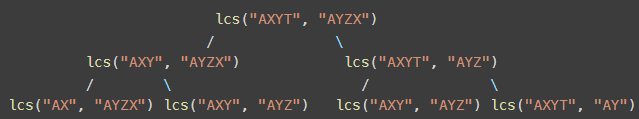 lcs("AXYT", "AYZX")
/ \
lcs("AXY", "AYZX") lcs("AXYT", "AYZ")
/ \ / \
lcs("AX", "AYZX") lcs("AXY", "AYZ") lcs("AXY", "AYZ") lcs("AXYT", "AY")